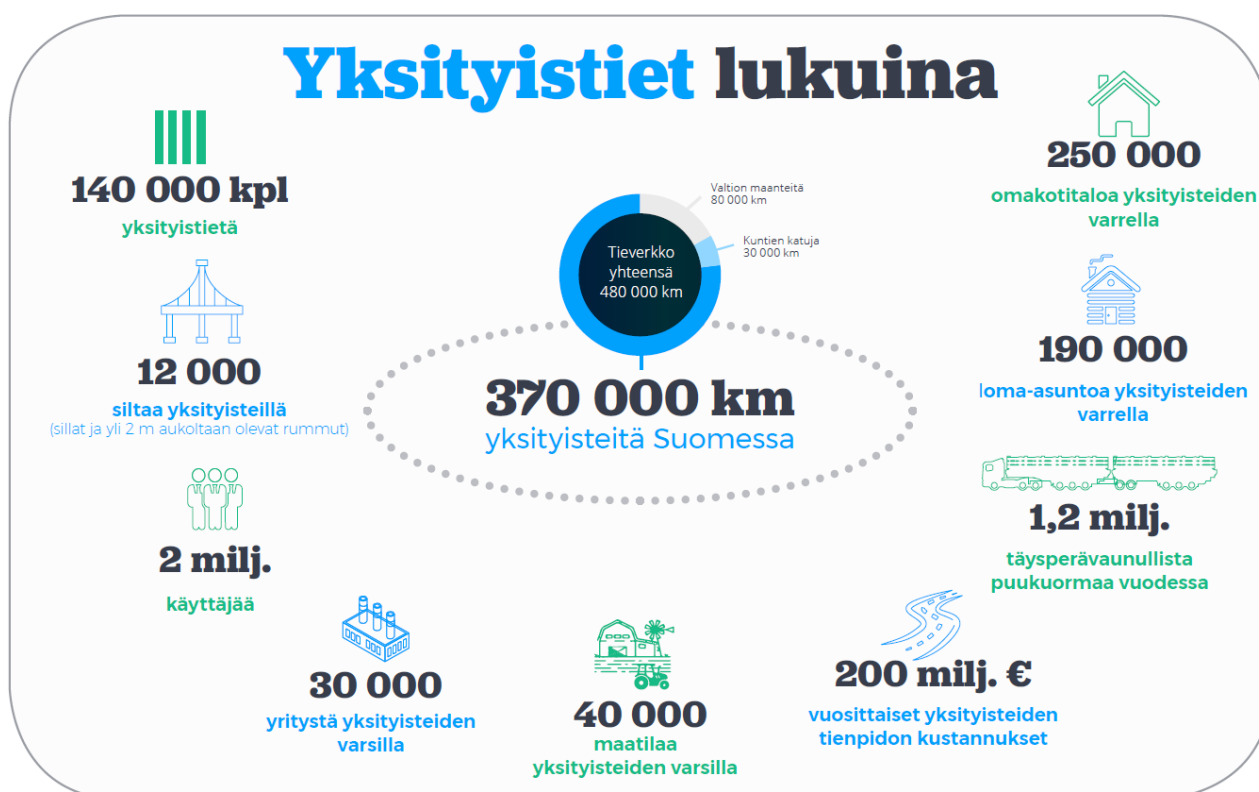 Yksityistiet lukuina
140 000 kpl
yksityistietä
12 000
siltaa yksityisteillä
(sillat ja yli 2 m aukoltaan olevat rummut)
2 milj.
käyttäjää
30 000
yritystä yksityisteiden
varsilla
40 000
maatilaa
yksityisteiden varsilla
200 milj. €
vuosittaiset yksityisteiden
tienpidon kustannukset
1,2 milj.
täysperävaunullista
puukuormaa vuodessa
190 000
loma-asuntoa yksityisteiden
varrella
250 000
omakotitaloa yksityisteiden
varrella
Valtion maanteitä
80 000 km
Kuntien katuja
30 000 km
Tieverkko
yhteensä
480 000 km
370 000 km
yksityisteitä Suomessa